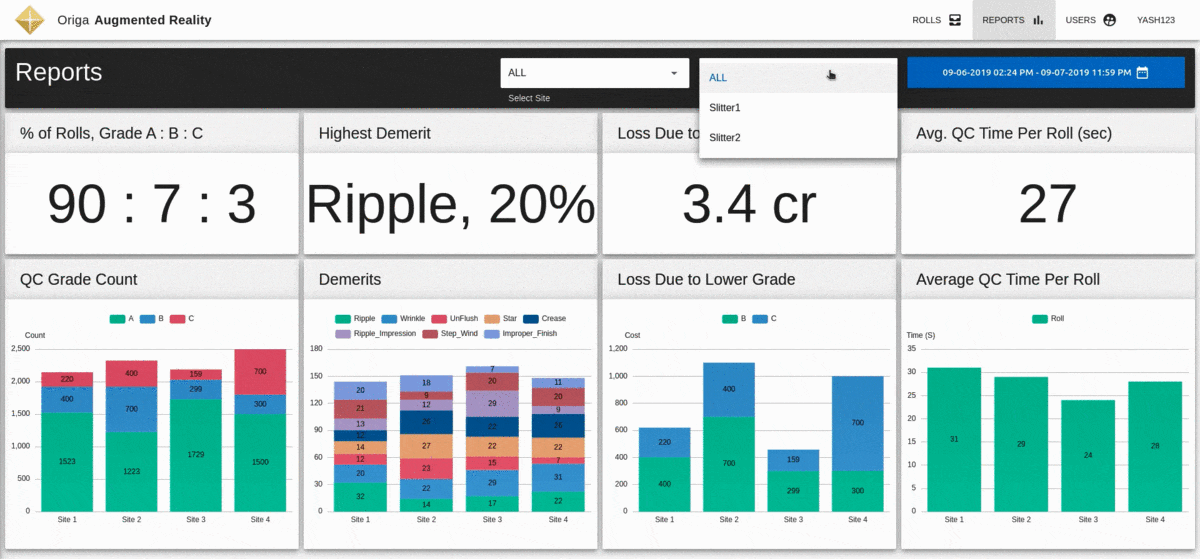 Origa Augmented Reality
ROLLS
REPORTS
USERS
YASH123
Reports
ALL
Select Site
ALL
Slitter1
Slitter2
09-06-2019 02:24 PM - 09-07-2019 11:59 PM
% of Rolls, Grade A : B : C
90 : 7 : 3
Highest Demerit
Ripple, 20%
Loss Due to
3.4 cr
Avg. QC Time Per Roll (sec)
27
QC Grade Count
A B C
Count
2,500
2,000
1,500
1,000
500
0
220 400 159 700
400 700 299 300
1523 1223 1729 1500
Site 1 Site 2 Site 3 Site 4
Demerits
Ripple Wrinkle UnFlush Star Crease
Ripple_Impression Step_Wind Improper_Finish
180
150
120
90
60
30
0
20 18 7 11
21 9 20 20
13 12 29 9
22
14 27 22 22
12 23 15 7
20 22 29 31
32 14 17 22
Site 1 Site 2 Site 3 Site 4
Loss Due to Lower Grade
B C
Cost
1,200
1,000
800
600
400
200
0
220 400 159 700
400 700 299 300
Site 1 Site 2 Site 3 Site 4
Average QC Time Per Roll
Roll
Time (S)
35
30
25
20
15
10
5
0
31 29 24 28
Site 1 Site 2 Site 3 Site 4